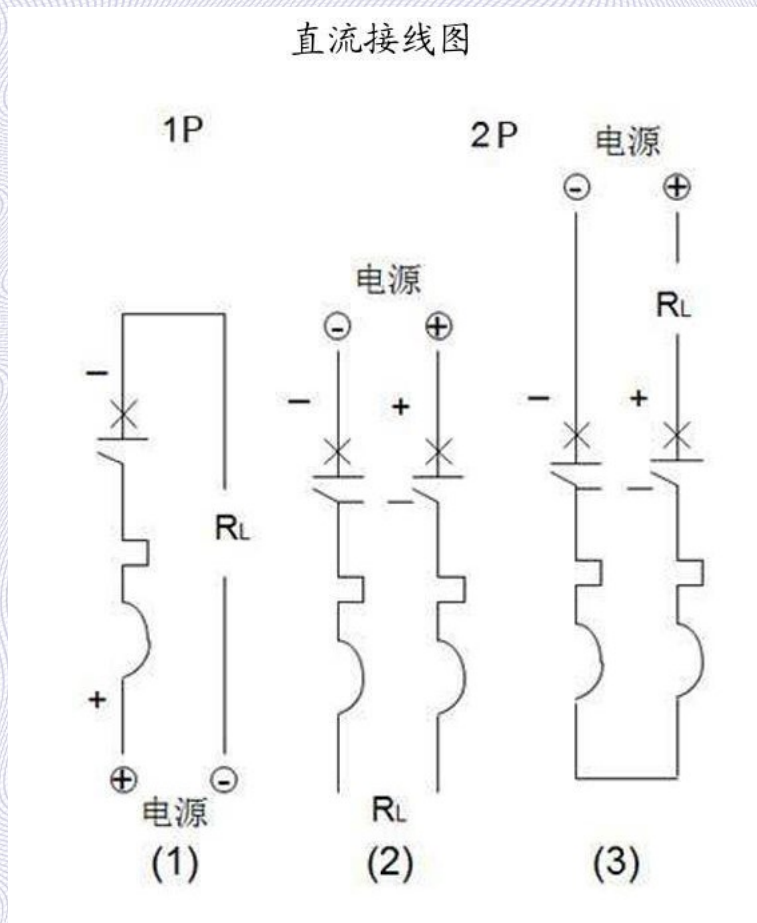 直流接线图
1P
2P
电源
- +
RL
电源
- +
- +
- +
-
RL
+
+ -
电源
RL
(1)
(2)
(3)